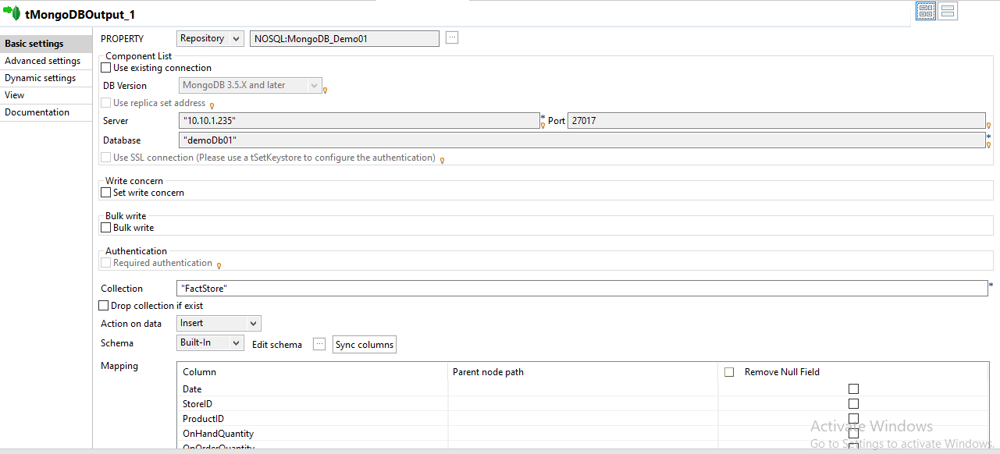 tMongoDBOutput_1
Basic settings
Advanced settings
Dynamic settings
View
Documentation
PROPERTY Repository NOSQL:MongoDB_Demo01 ...
Component List
Use existing connection
DB Version MongoDB 3.5.X and later
Use replica set address
Server "10.10.1.235" * Port 27017
Database "demoDb01" *
Use SSL connection (Please use a tSetKeystore to configure the authentication)
Write concern
Set write concern
Bulk write
Bulk write
Authentication
Required authentication
Collection "FactStore" *
Drop collection if exist
Action on data Insert
Schema Built-In Edit schema ... Sync columns
Mapping
Column Parent node path Remove Null Field
Date
StoreID
ProductID
OnHandQuantity
OnOrderQuantity
Activate Windows
Go to Settings to activate Windows.